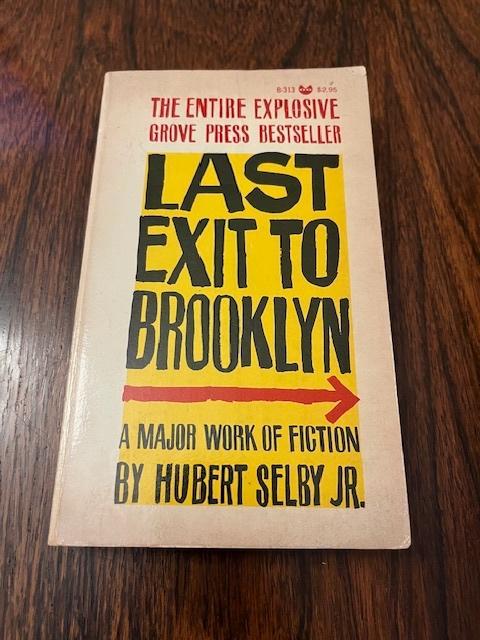 B-313 $2.95
THE ENTIRE EXPLOSIVE
GROVE PRESS BESTSELLER
LAST
EXIT TO
BROOKLYN
A MAJOR WORK OF FICTION
BY HUBERT SELBY JR.